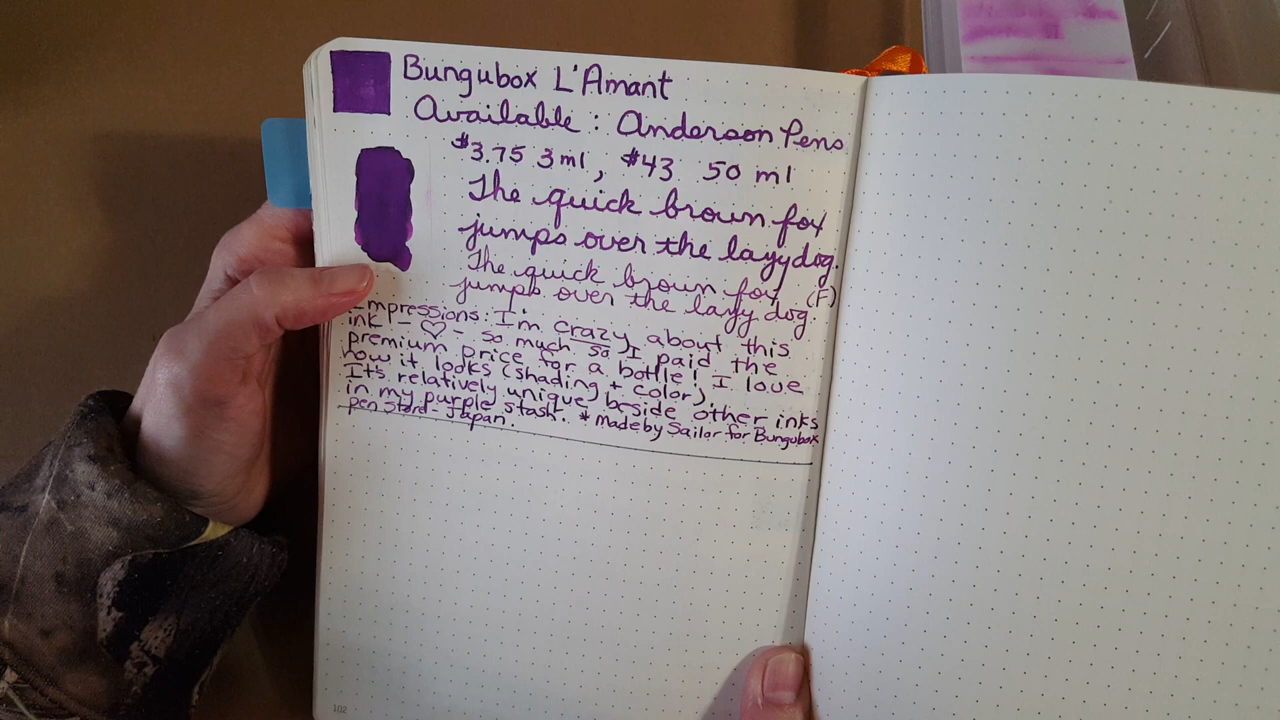 Bungubox L'Amant
Available: Anderson Pens
$3.75 3ml, $43 50 ml
The quick brown fox
jumps over the lazy dog.
The quick brown fox (F)
jumps over the lazy dog.
Impressions: I'm crazy about this
ink - ♡ - so much so, I paid the
premium price for a bottle! I love
how it looks (shading + color).
It's relatively unique beside other inks
in my purple stash. * Made by Sailor for Bungubox
pen store - Japan.
102